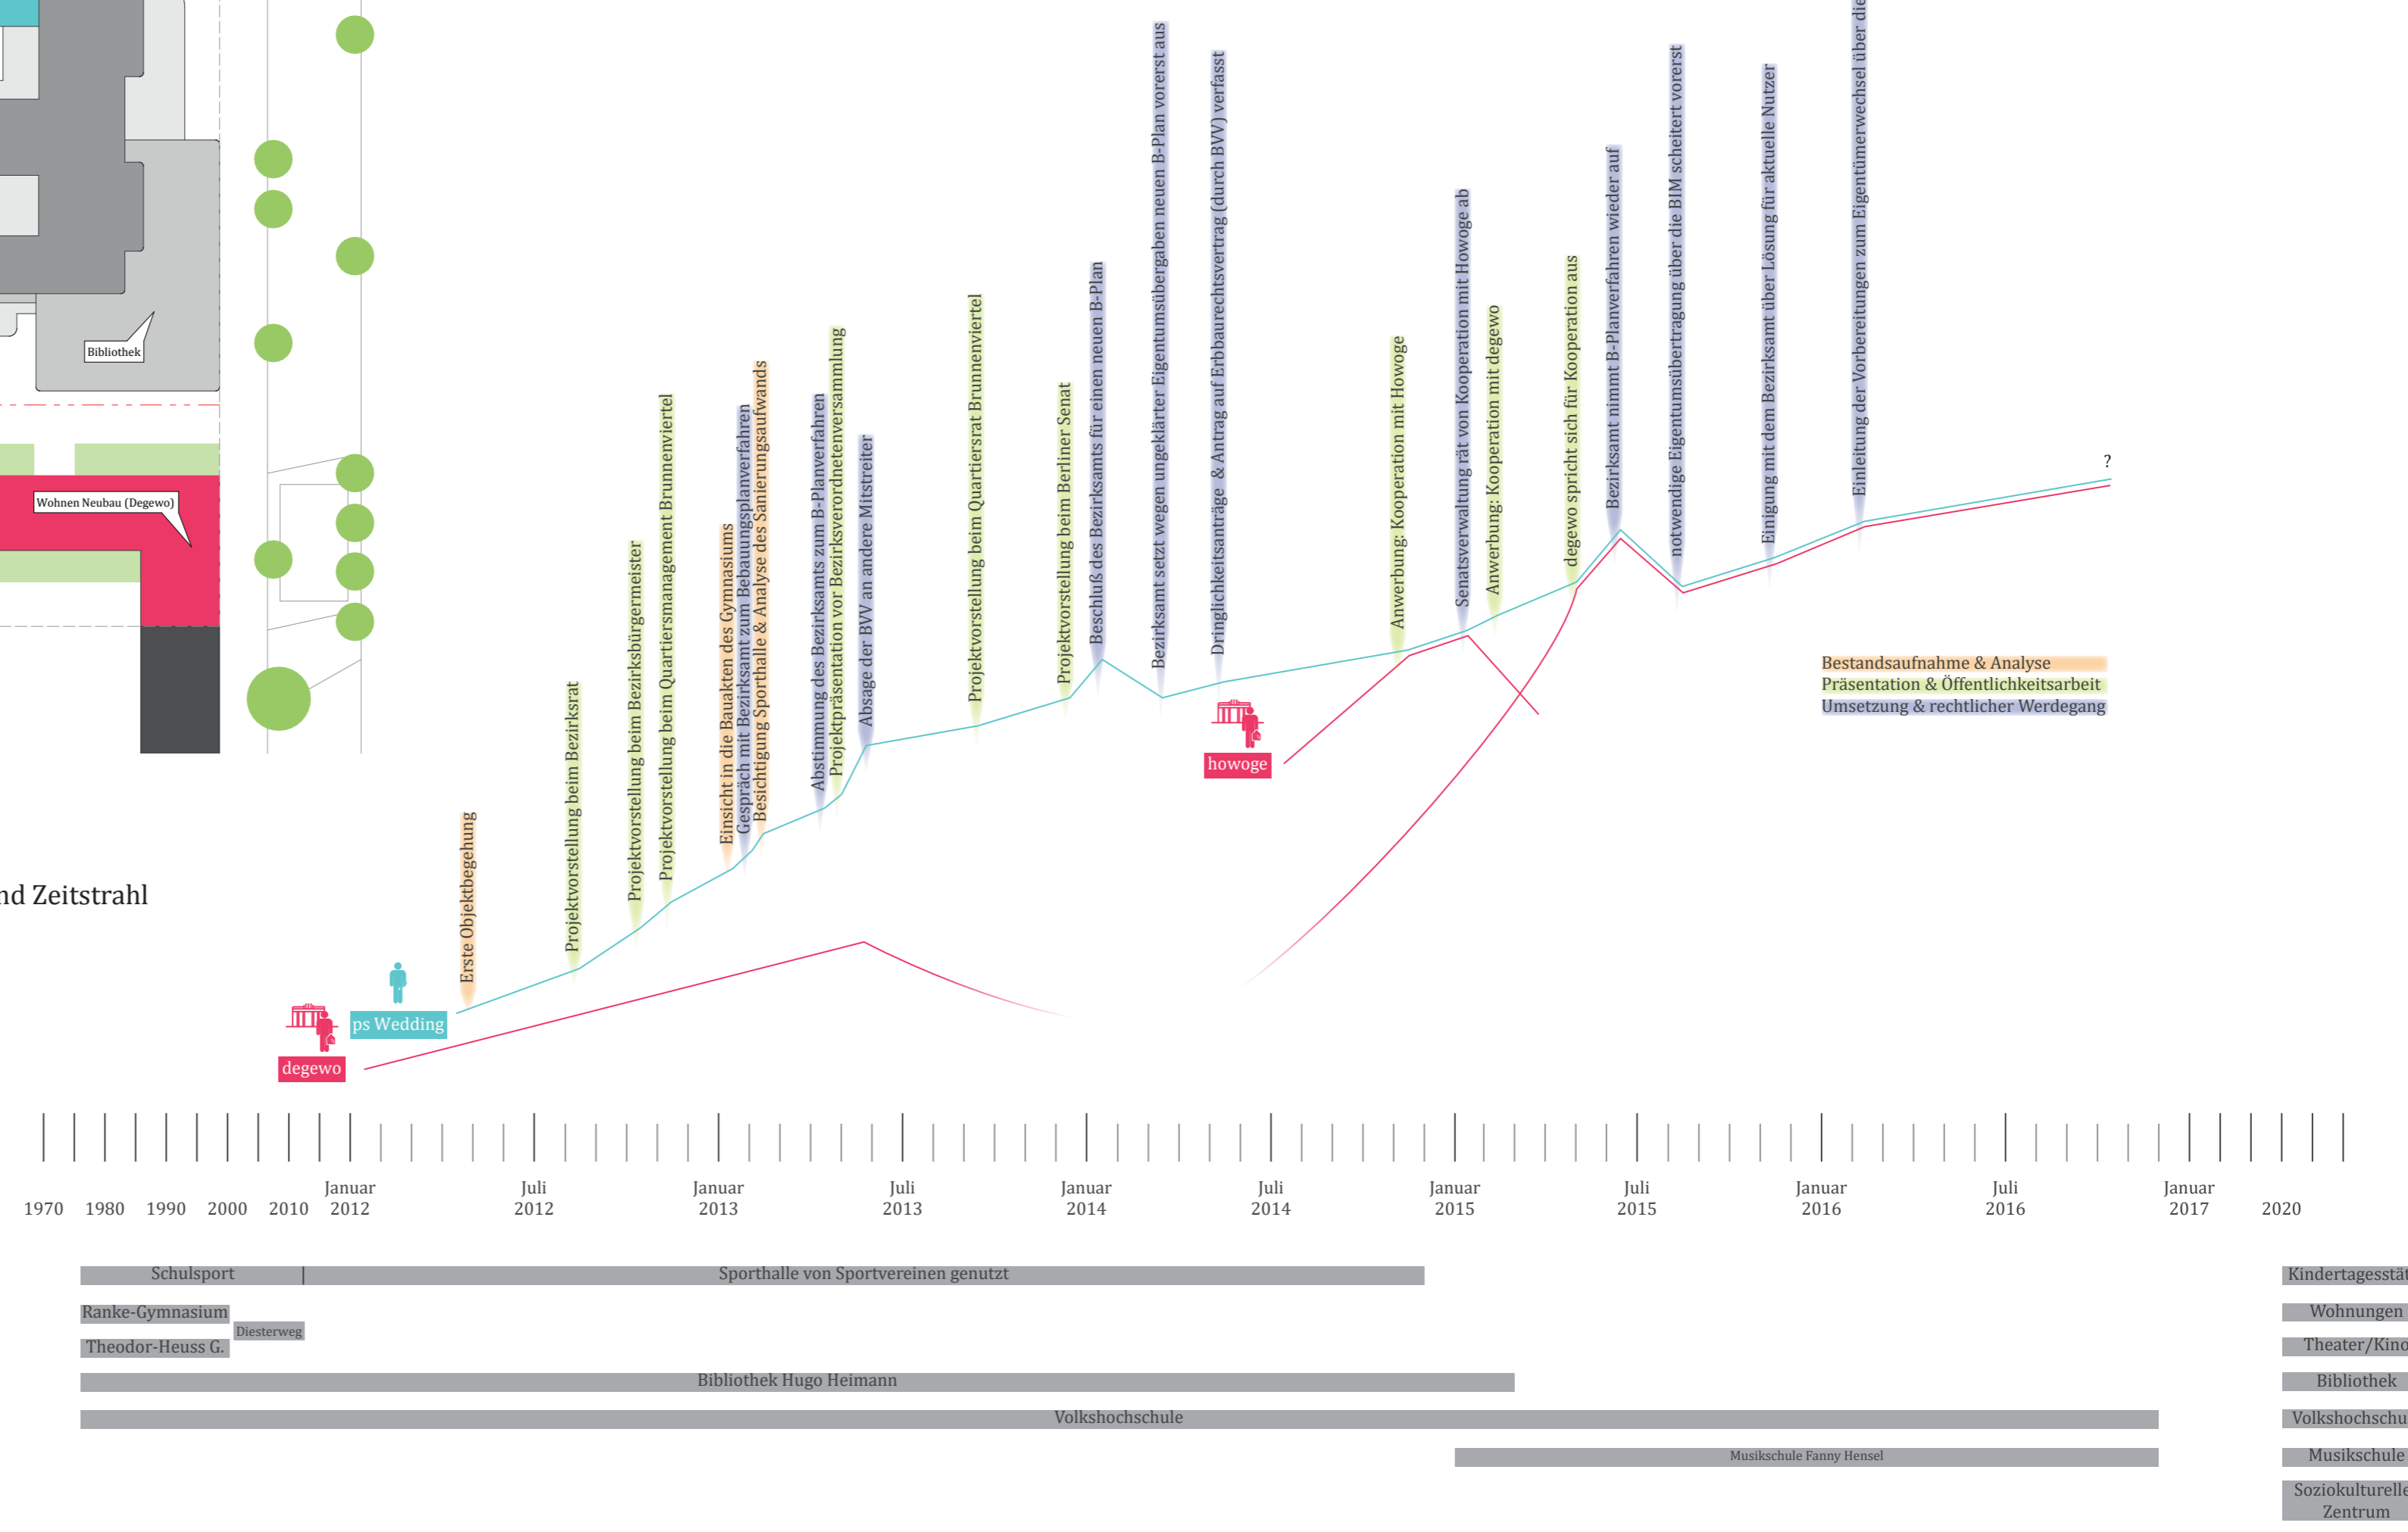 Bibliothek
Wohnen Neubau (Degewo)
nd Zeitstrahl
Erste Objektbegehung
Projektvorstellung beim Bezirksrat
Projektvorstellung beim Bezirksbürgermeister
Projektvorstellung beim Quartiersmanagement Brunnenviertel
Einsicht in die Bauakten des Gymnasiums
Gespräch mit Bezirksamt zum Bebauungsplanverfahren
Besichtigung Sporthalle & Analyse des Sanierungsaufwands
Abstimmung des Bezirksamts zum B-Planverfahren
Projektpräsentation vor Bezirksverordnetenversammlung
Absage der BVV an andere Mitstreiter
Projektvorstellung beim Quartiersrat Brunnenviertel
Projektvorstellung beim Berliner Senat
Beschluß des Bezirksamts für einen neuen B-Plan
Bezirksamt setzt wegen ungeklärter Eigentumsübergaben neuen B-Plan vorerst aus
Dringlichkeitsanträge & Antrag auf Erbbaurechtsvertrag (durch BVV) verfasst
Anwerbung: Kooperation mit Howoge
Senatsverwaltung rät von Kooperation mit Howoge ab
Anwerbung: Kooperation mit degewo
degewo spricht sich für Kooperation aus
Bezirksamt nimmt B-Planverfahren wieder auf
notwendige Eigentumsübertragung über die BIM scheitert vorerst
Einigung mit dem Bezirksamt über Lösung für aktuelle Nutzer
Einleitung der Vorbereitungen zum Eigentümerwechsel über die
?
Bestandsaufnahme & Analyse
Präsentation & Öffentlichkeitsarbeit
Umsetzung & rechtlicher Werdegang
howoge
ps Wedding
degewo
1970 1980 1990 2000 2010 Januar 2012 Juli 2012 Januar 2013 Juli 2013 Januar 2014 Juli 2014 Januar 2015 Juli 2015 Januar 2016 Juli 2016 Januar 2017 2020
Schulsport Sporthalle von Sportvereinen genutzt Kindertagesstät
Ranke-Gymnasium Wohnungen
Diesterweg
Theodor-Heuss G. Theater/Kino
Bibliothek Hugo Heimann Bibliothek
Volkshochschule Volkshochschu
Musikschule Fanny Hensel Musikschule
Soziokulturelle
Zentrum